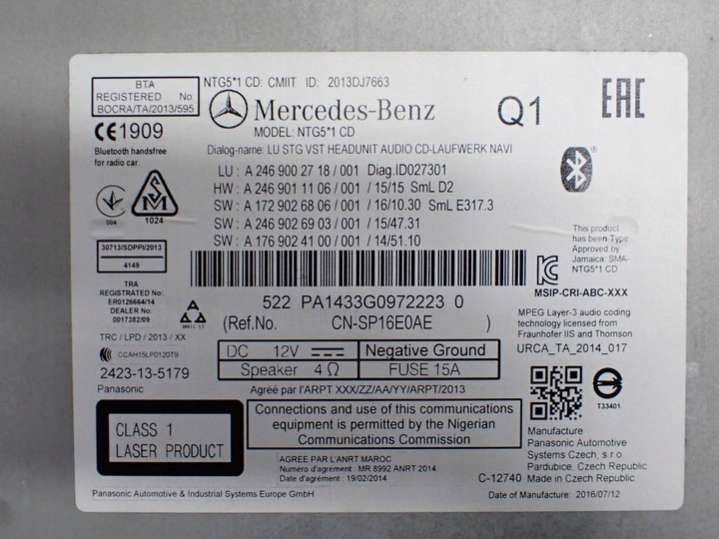 BTA
REGISTERED No
BOCRA/TA/2013/595
NTG5*1 CD: CMIIT ID: 2013DJ7663
Mercedes-Benz
Q1
EAC
MODEL: NTG5*1 CD
CE1909
Bluetooth handsfree
for radio car.
Dialog-name: LU STG VST HEADUNIT AUDIO CD-LAUFWERK NAVI
LU : A 246 900 27 18 / 001 Diag.ID027301
HW : A 246 901 11 06 / 001 / 15/15 SmL D2
SW : A 172 902 68 06 / 001 / 16/10.30 SmL E317.3
SW : A 246 902 69 03 / 001 / 15/47.31
SW : A 176 902 41 00 / 001 / 14/51.10
1024
30713/SDPPI/2013
4149
This product
has been Type
Approved by
Jamaica: SMA-
NTG5*1 CD
MSIP-CRI-ABC-XXX
TRA
REGISTERED No:
ER0126664/14
DEALER No:
0017382/09
522 PA1433G0972223 0
(Ref.No. CN-SP16E0AE )
MPEG Layer-3 audio coding
technology licensed from
Fraunhofer IIS and Thomson
URCA_TA_2014_017
TRC / LPD / 2013 / XX
CCAH15LP0120T9
2423-13-5179
Panasonic
DC 12V Negative Ground
Speaker 4 Ω FUSE 15A
Agréé par l'ARPT XXX/ZZ/AA/YY/ARPT/2013
T33401
CLASS 1
LASER PRODUCT
Connections and use of this communications
equipment is permitted by the Nigerian
Communications Commission
Manufacture
Panasonic Automotive
Systems Czech, s.r.o.
Pardubice, Czech Republic
Made in Czech Republic
AGREE PAR L'ANRT MAROC
Numéro d'agrément : MR 8992 ANRT 2014
Date d'agrément : 19/02/2014
C-12740
Panasonic Automotive & Industrial Systems Europe GmbH
Date of Manufacture: 2016/07/12